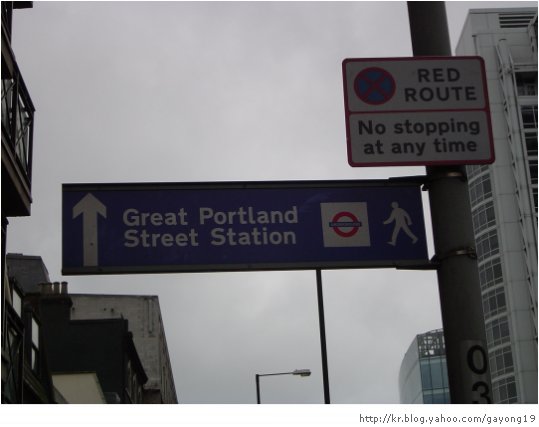 RED
ROUTE
No stopping
at any time
Great Portland
Street Station
03
http://kr.blog.yahoo.com/gayong19